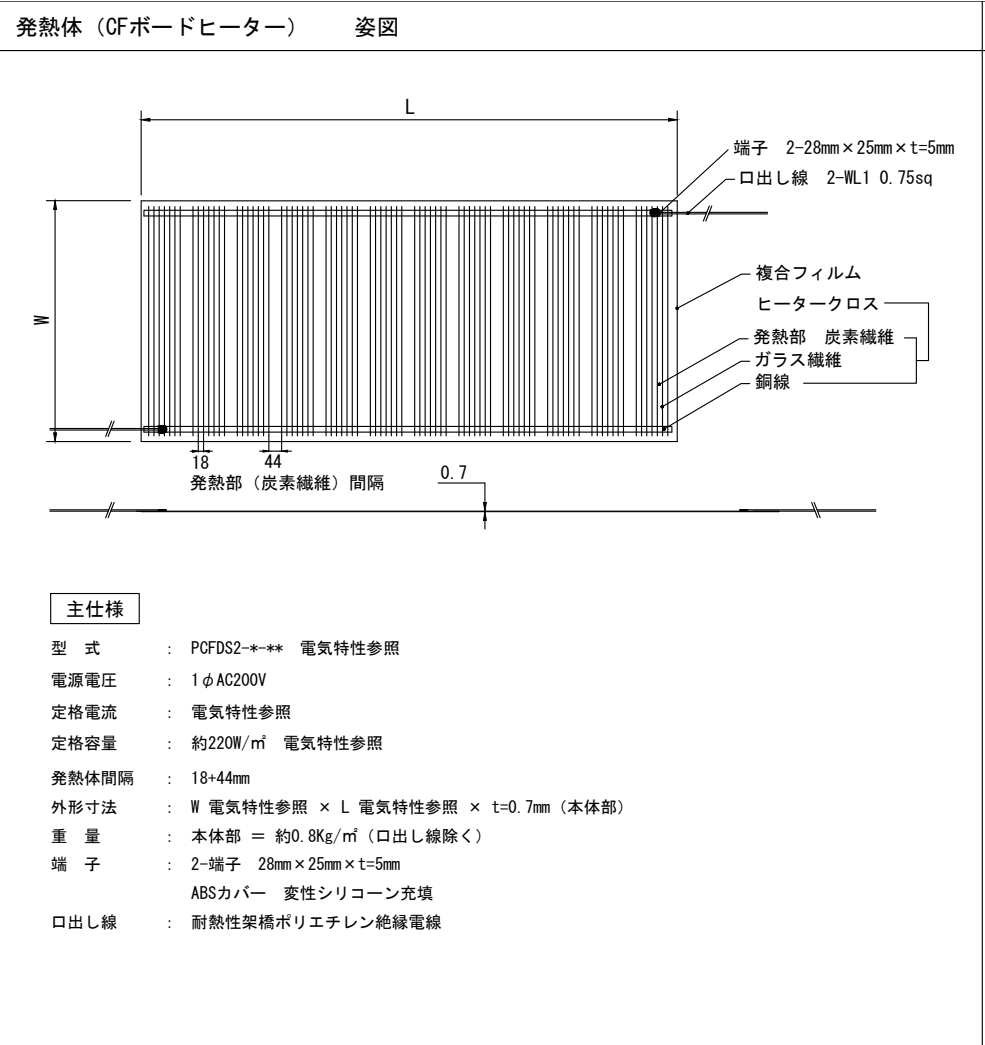 発熱体（CFボードヒーター）　　姿図
L
端子　2-28mm×25mm×t=5mm
口出し線　2-WL1 0.75sq
複合フィルム
ヒータークロス
W
発熱部　炭素繊維
ガラス繊維
銅線
18
44
発熱部（炭素繊維）間隔
0.7
主仕様
型　式　　：　PCFDS2-*-**　電気特性参照
電源電圧　：　1φAC200V
定格電流　：　電気特性参照
定格容量　：　約220W/㎡　電気特性参照
発熱体間隔　：　18+44mm
外形寸法　：　W 電気特性参照 × L 電気特性参照 × t=0.7mm（本体部）
重　量　　：　本体部 ＝ 約0.8Kg/㎡（口出し線除く）
端　子　　：　2-端子　28mm×25mm×t=5mm
ABSカバー　変性シリコーン充填
口出し線　：　耐熱性架橋ポリエチレン絶縁電線